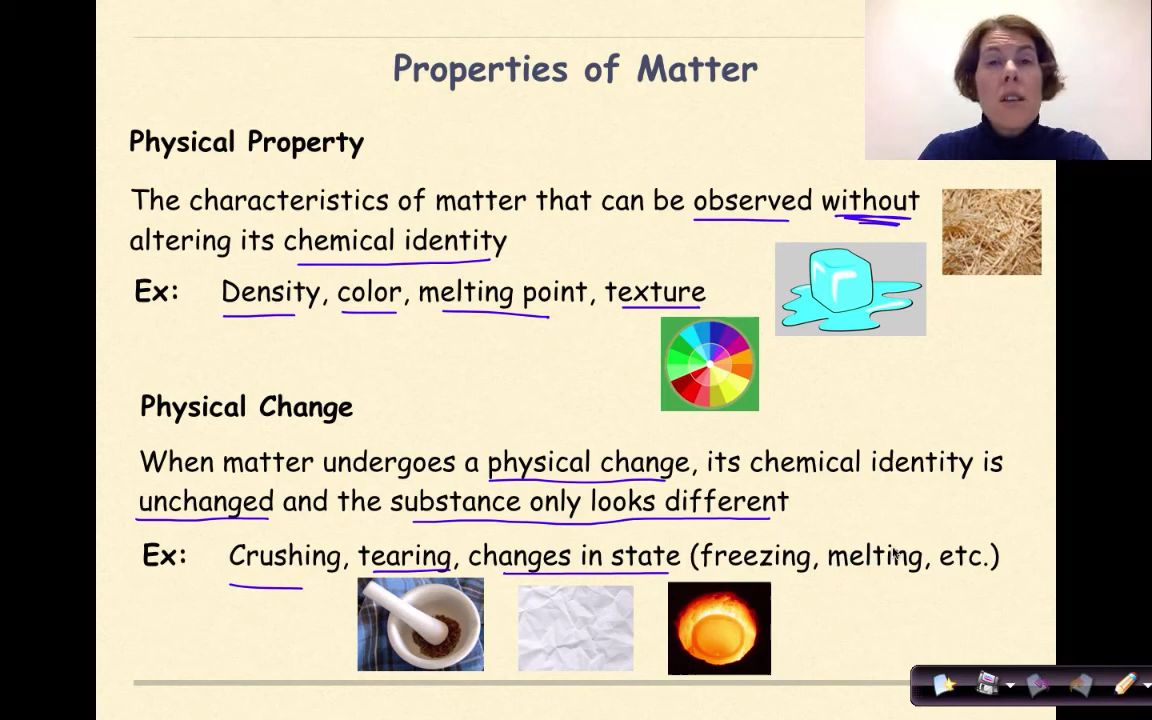 Properties of Matter
Physical Property
The characteristics of matter that can be observed without
altering its chemical identity
Ex: Density, color, melting point, texture
Physical Change
When matter undergoes a physical change, its chemical identity is
unchanged and the substance only looks different
Ex: Crushing, tearing, changes in state (freezing, melting, etc.)